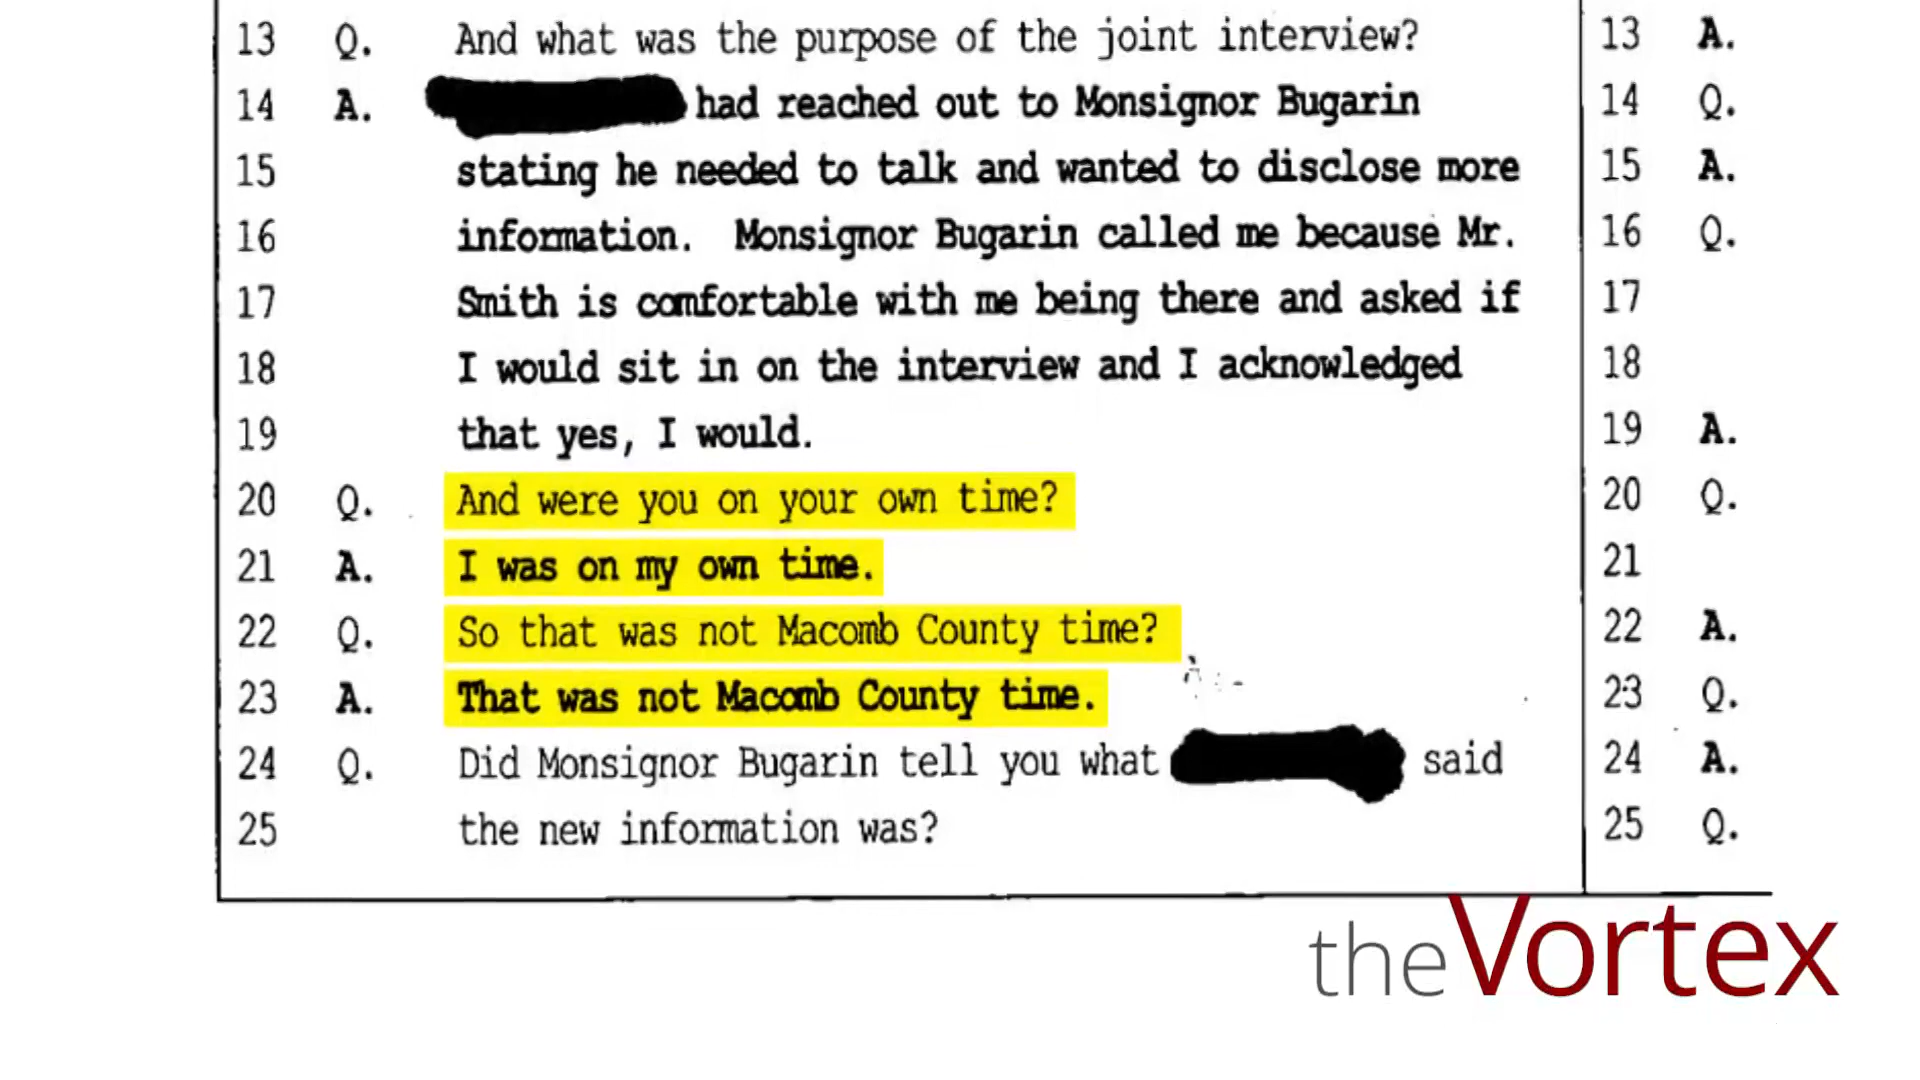 13 Q. And what was the purpose of the joint interview?
14 A. had reached out to Monsignor Bugarin
15 stating he needed to talk and wanted to disclose more
16 information. Monsignor Bugarin called me because Mr.
17 Smith is comfortable with me being there and asked if
18 I would sit in on the interview and I acknowledged
19 that yes, I would.
20 Q. And were you on your own time?
21 A. I was on my own time.
22 Q. So that was not Macomb County time?
23 A. That was not Macomb County time.
24 Q. Did Monsignor Bugarin tell you what said
25 the new information was?
13 A.
14 Q.
15 A.
16 Q.
17
18
19 A.
20 Q.
21
22 A.
23 Q.
24 A.
25 Q.
theVortex